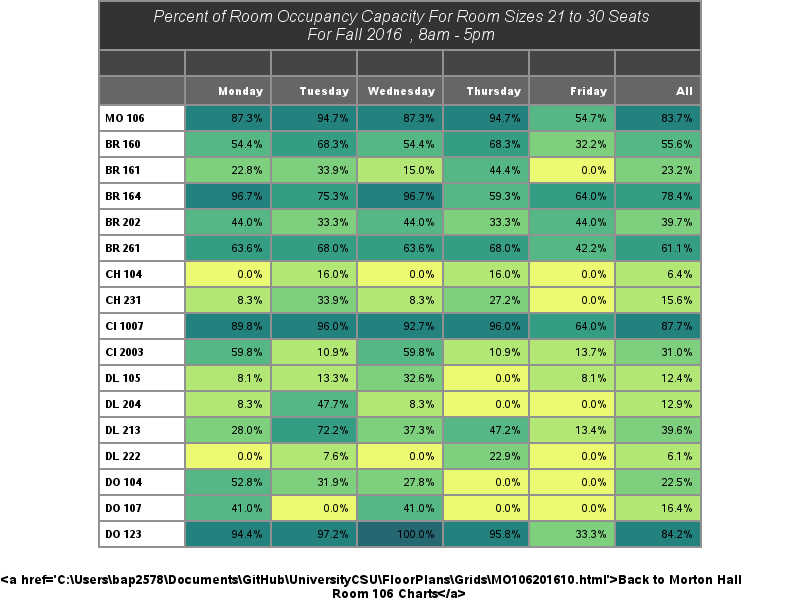 Percent of Room Occupancy Capacity For Room Sizes 21 to 30 Seats
For Fall 2016 , 8am - 5pm
Monday Tuesday Wednesday Thursday Friday All
MO 106 87.3% 94.7% 87.3% 94.7% 54.7% 83.7%
BR 160 54.4% 68.3% 54.4% 68.3% 32.2% 55.6%
BR 161 22.8% 33.9% 15.0% 44.4% 0.0% 23.2%
BR 164 96.7% 75.3% 96.7% 59.3% 64.0% 78.4%
BR 202 44.0% 33.3% 44.0% 33.3% 44.0% 39.7%
BR 261 63.6% 68.0% 63.6% 68.0% 42.2% 61.1%
CH 104 0.0% 16.0% 0.0% 16.0% 0.0% 6.4%
CH 231 8.3% 33.9% 8.3% 27.2% 0.0% 15.6%
CI 1007 89.8% 96.0% 92.7% 96.0% 64.0% 87.7%
CI 2003 59.8% 10.9% 59.8% 10.9% 13.7% 31.0%
DL 105 8.1% 13.3% 32.6% 0.0% 8.1% 12.4%
DL 204 8.3% 47.7% 8.3% 0.0% 0.0% 12.9%
DL 213 28.0% 72.2% 37.3% 47.2% 13.4% 39.6%
DL 222 0.0% 7.6% 0.0% 22.9% 0.0% 6.1%
DO 104 52.8% 31.9% 27.8% 0.0% 0.0% 22.5%
DO 107 41.0% 0.0% 41.0% 0.0% 0.0% 16.4%
DO 123 94.4% 97.2% 100.0% 95.8% 33.3% 84.2%
<a href='C:\Users\bap2578\Documents\GitHub\UniversityCSU\FloorPlans\Grids\MO106201610.html'>Back to Morton Hall
Room 106 Charts</a>